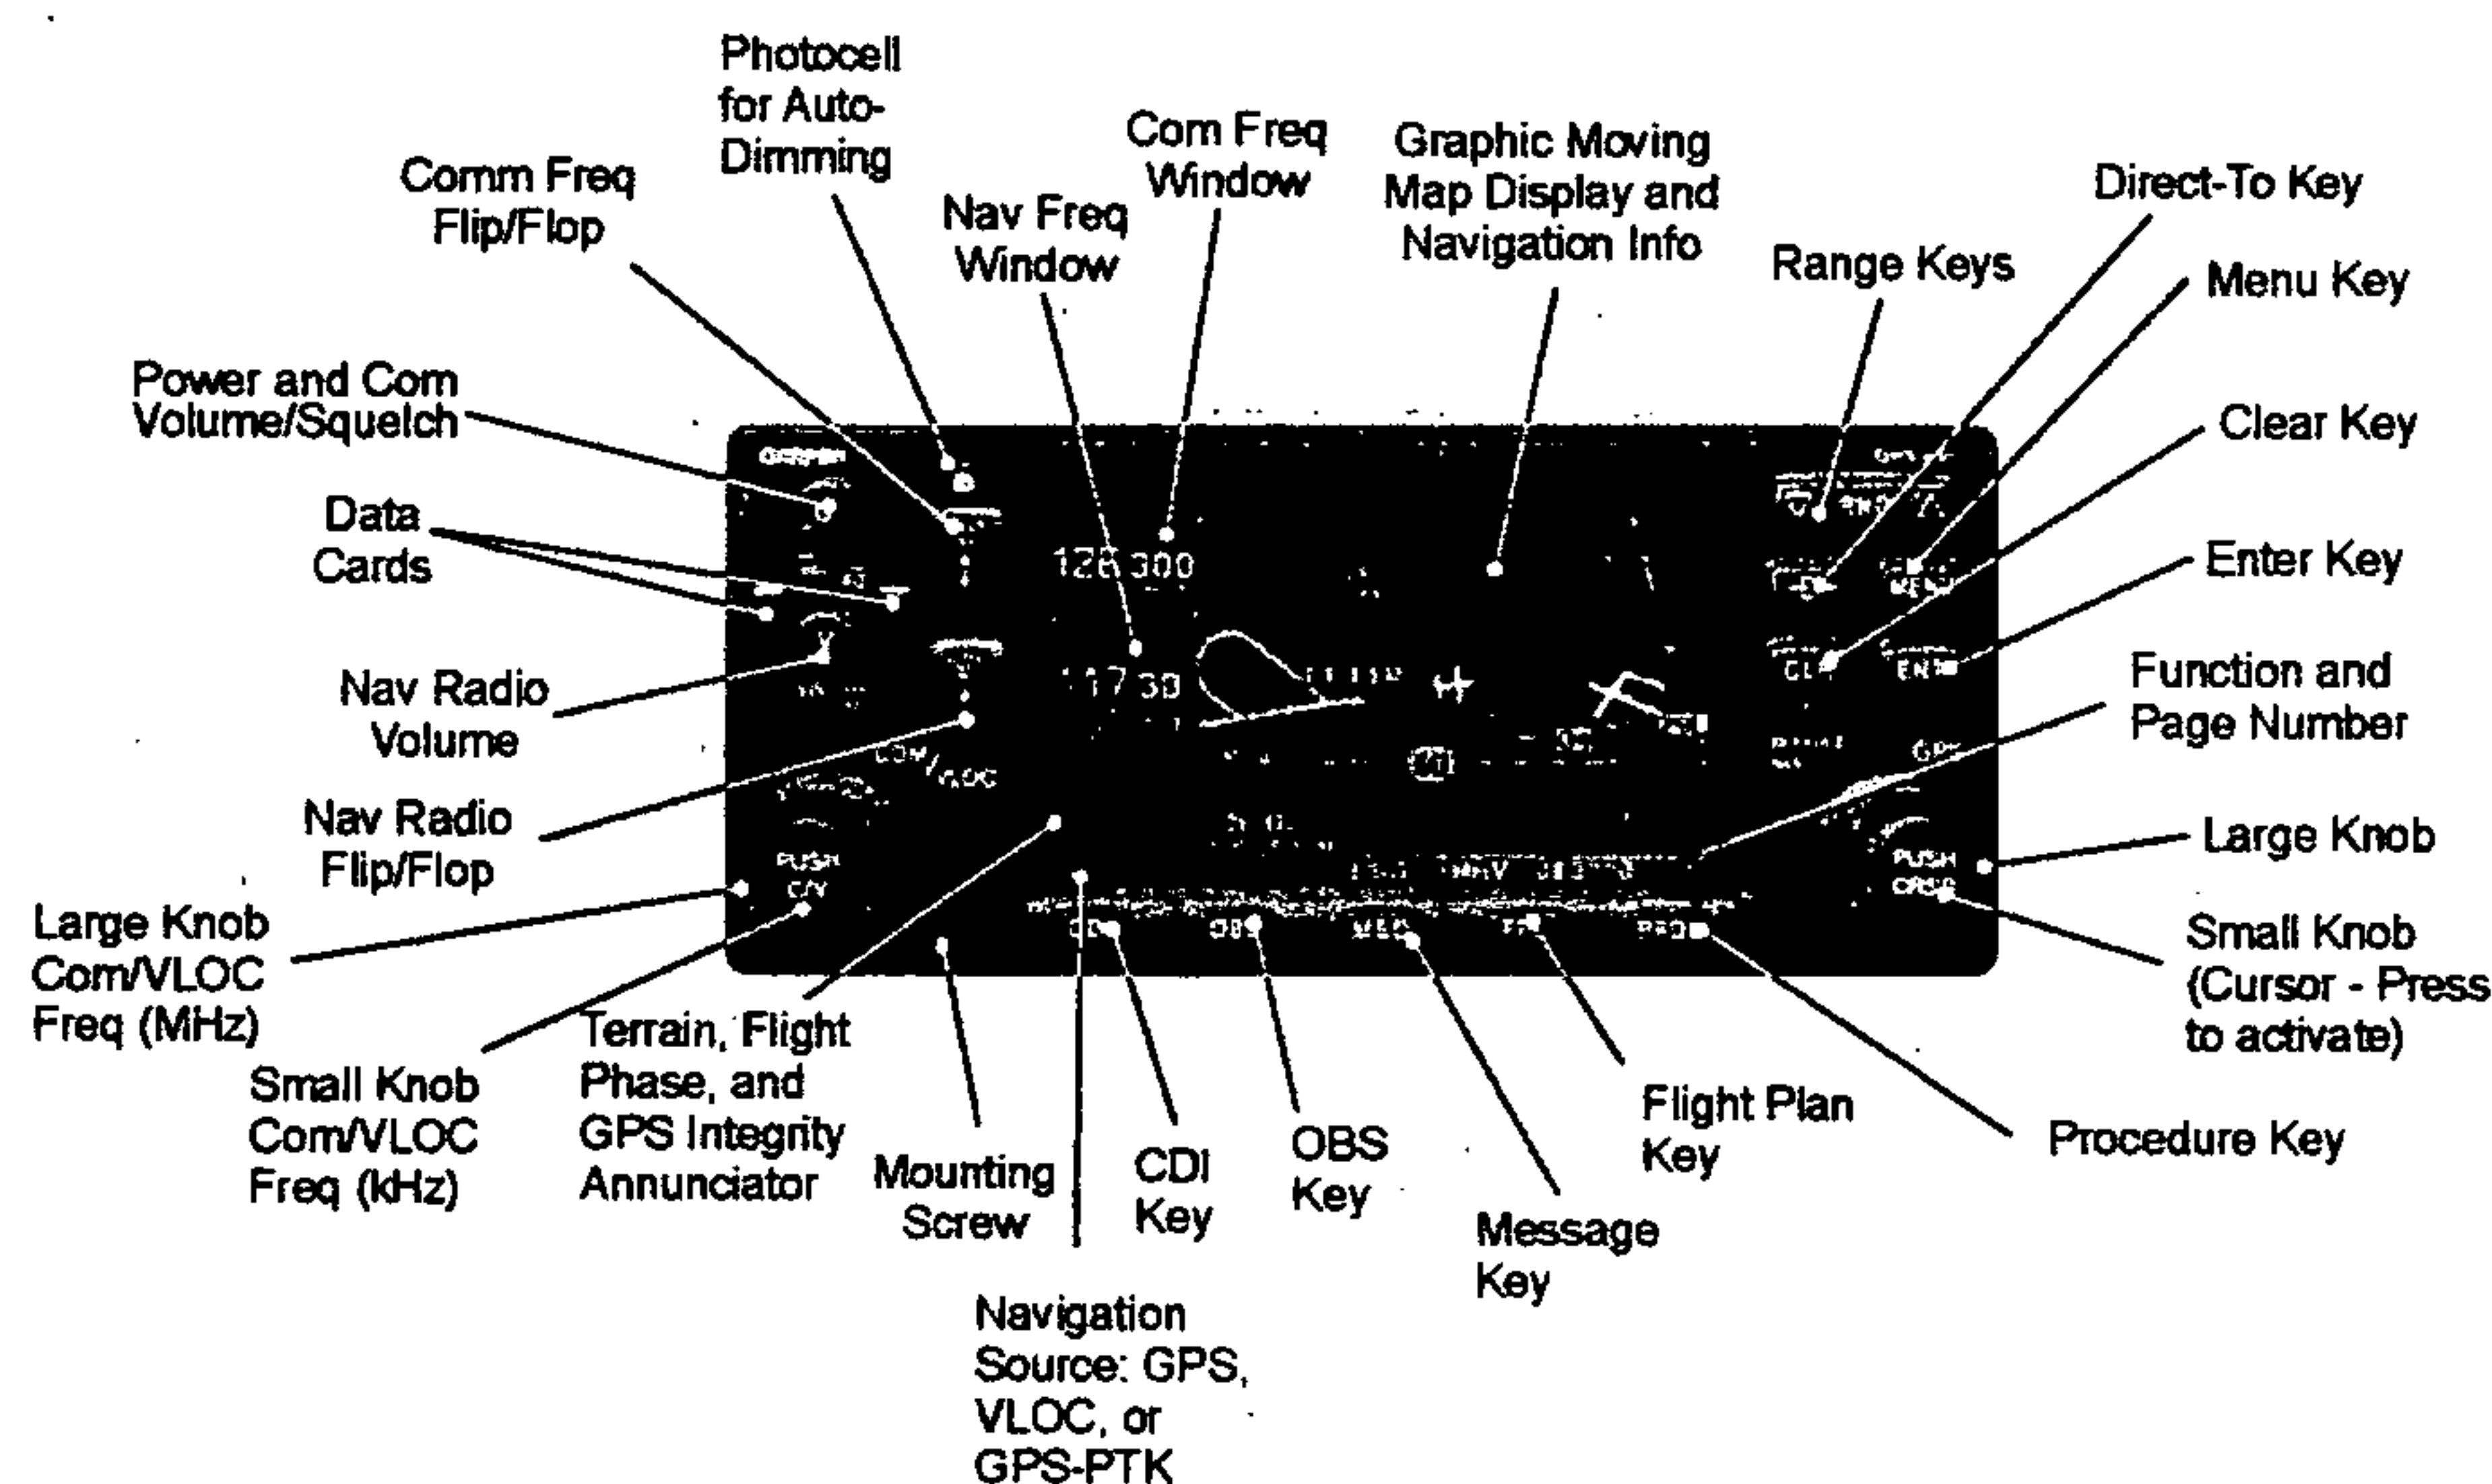 Photocell
for Auto-
Dimming
Com Freq
Window
Graphic Moving
Map Display and
Navigation Info
Comm Freq
Flip/Flop
Nav Freq
Window
Direct-To Key
Range Keys
Menu Key
Power and Com
Volume/Squelch
Clear Key
Data
Cards
Enter Key
Nav Radio
Volume
Function and
Page Number
Nav Radio
Flip/Flop
Large Knob
Large Knob
Com/VLOC
Freq (MHz)
Small Knob
(Cursor - Press
to activate)
Small Knob
Com/VLOC
Freq (kHz)
Terrain, Flight
Phase, and
GPS Integrity
Annunciator
Mounting
Screw
CDI
Key
OBS
Key
Message
Key
Flight Plan
Key
Procedure Key
Navigation
Source: GPS,
VLOC, or
GPS-PTK
PUSH
C/V
PUSH